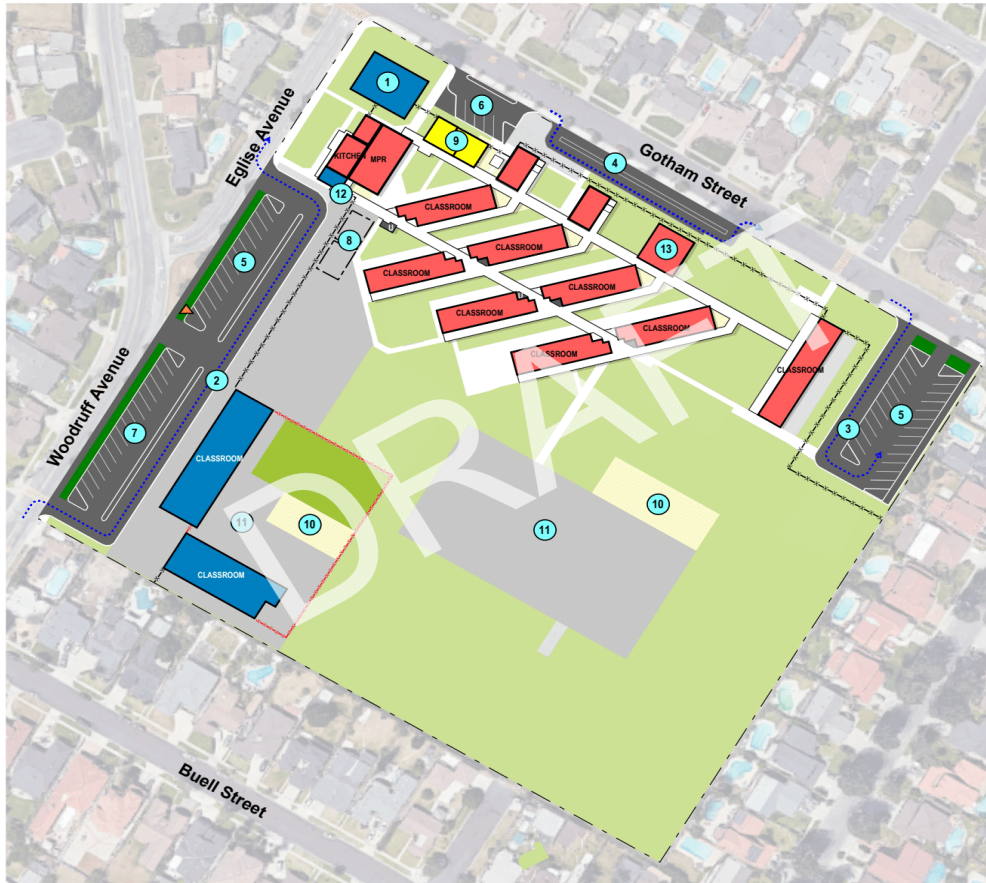 1
6
Eglise Avenue
9
Gotham Street
4
KITCHEN
MPR
12
CLASSROOM
8
CLASSROOM
13
5
CLASSROOM
CLASSROOM
CLASSROOM
CLASSROOM
CLASSROOM
CLASSROOM
Woodruff Avenue
2
7
3
5
CLASSROOM
11
10
10
11
CLASSROOM
DRAFT
Buell Street